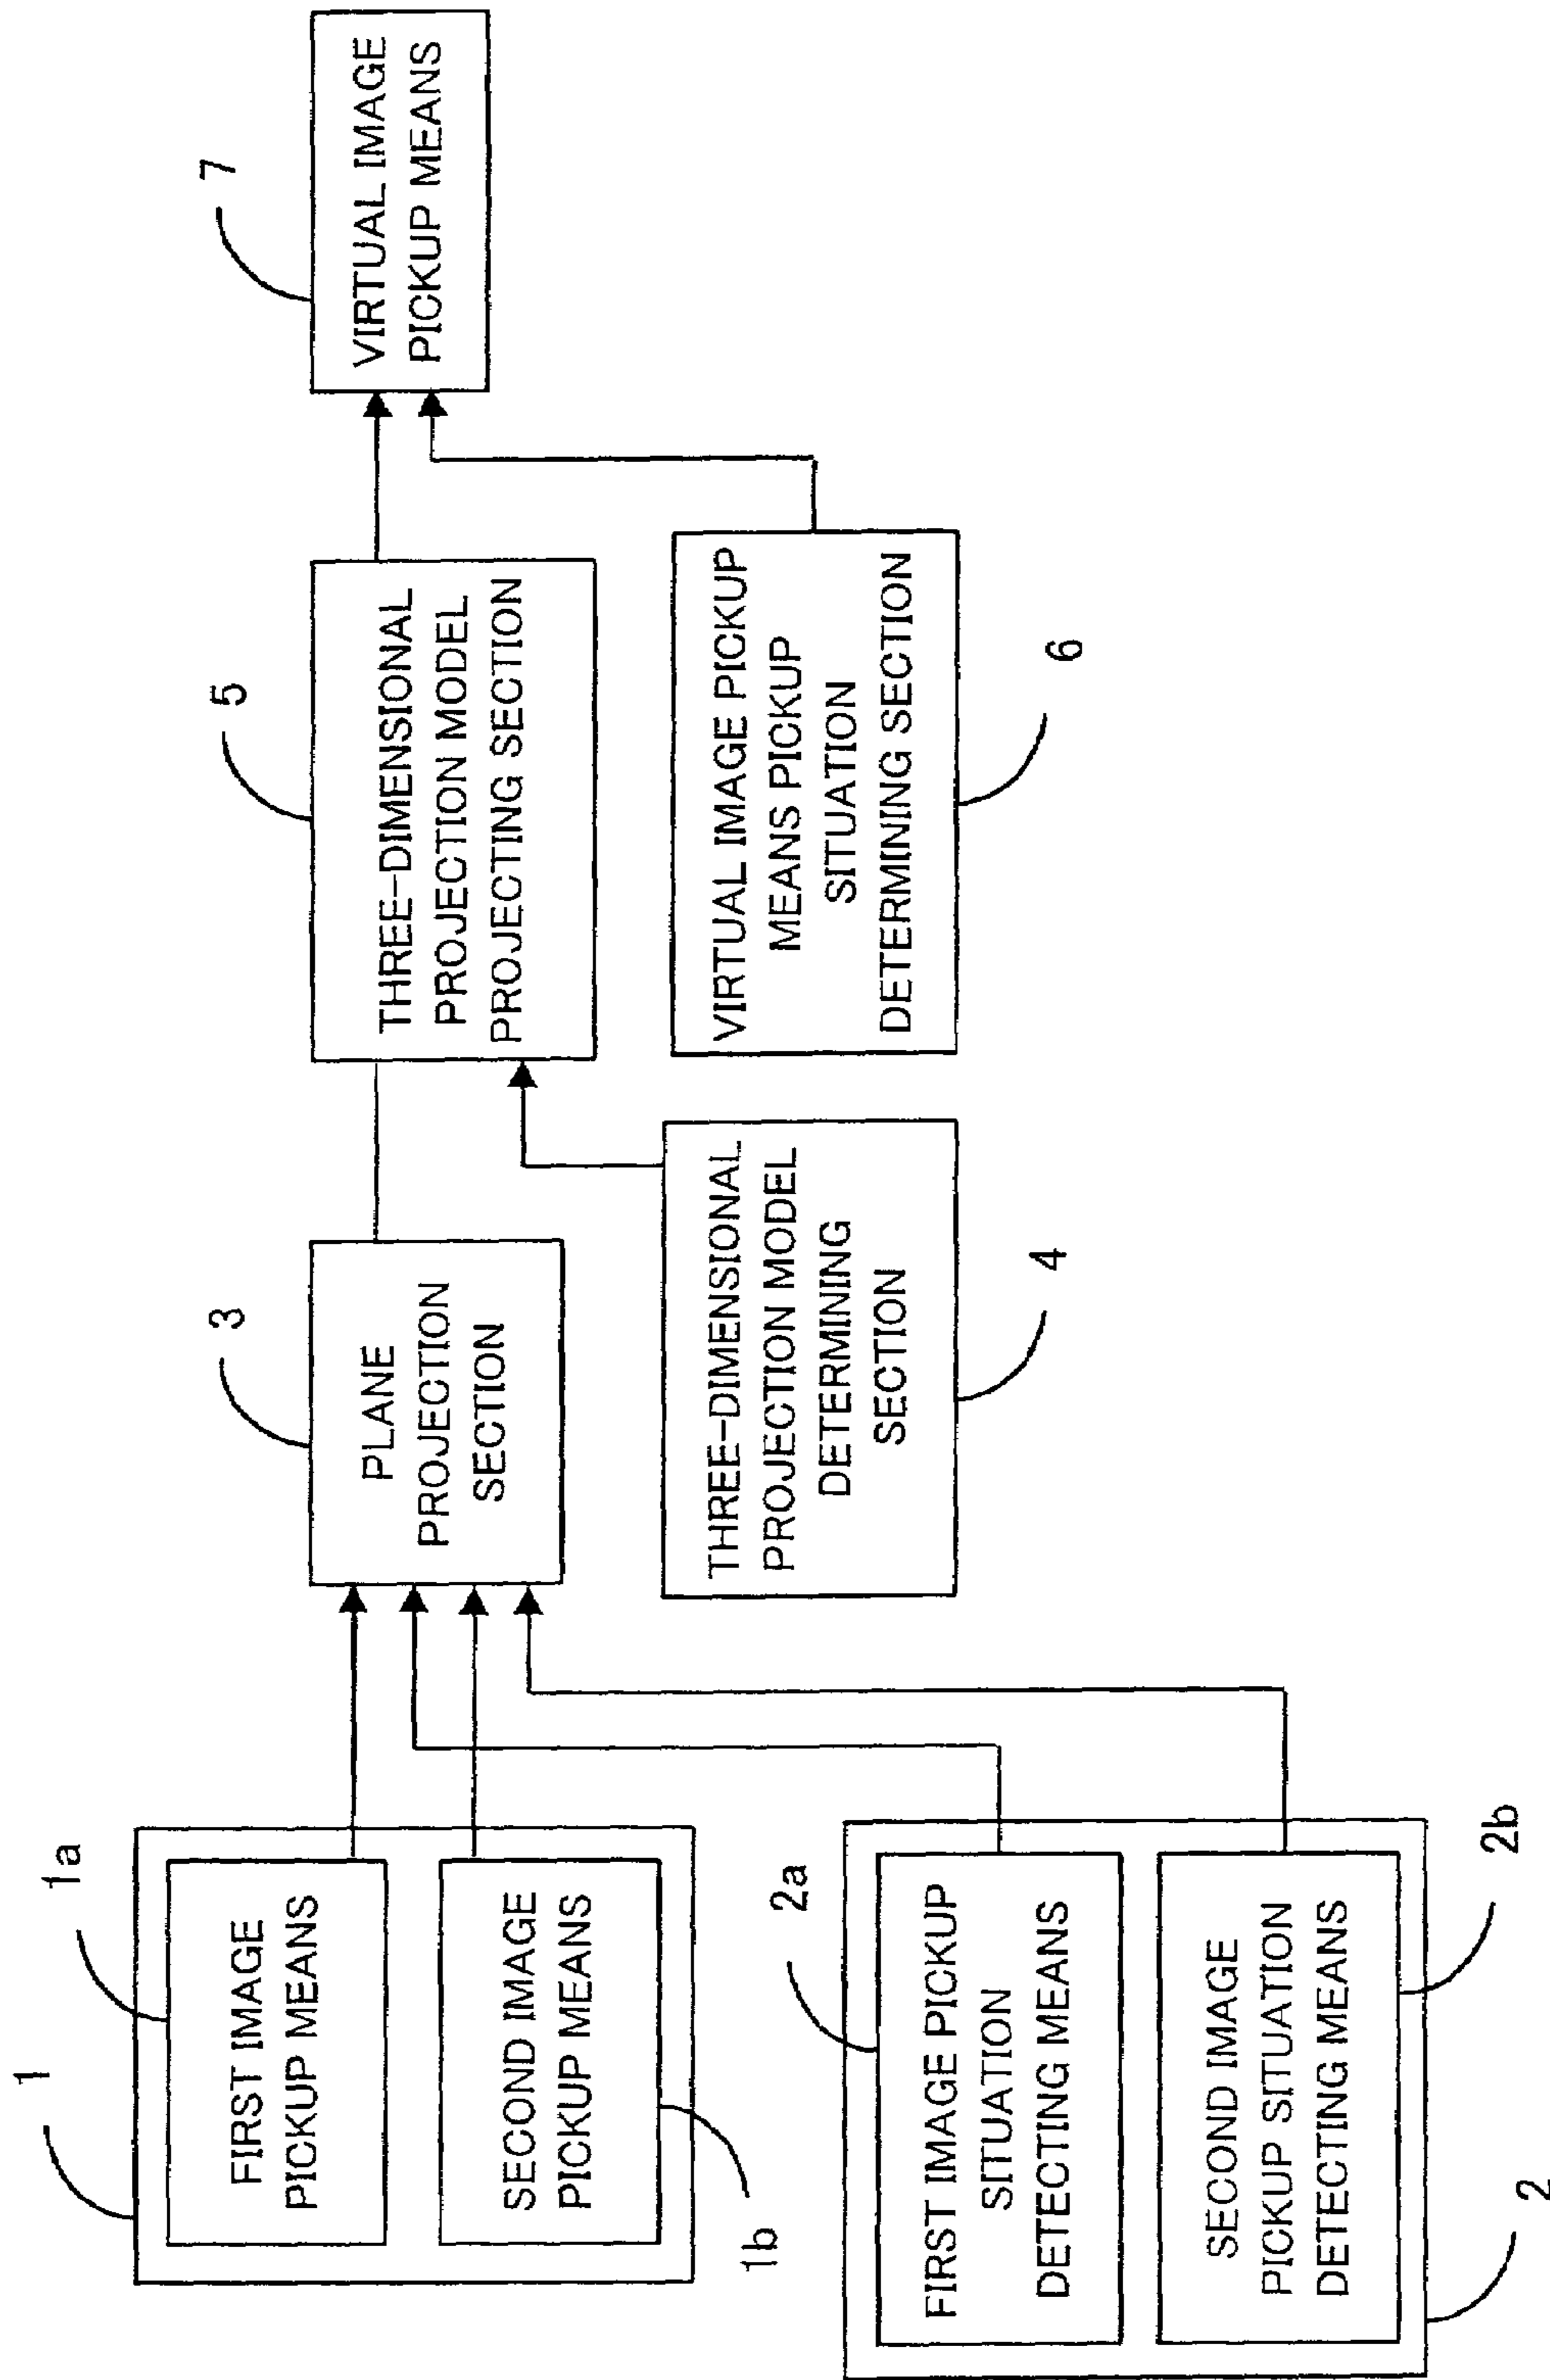 1
1a
FIRST IMAGE
PICKUP MEANS
SECOND IMAGE
PICKUP MEANS
1b
2a
FIRST IMAGE PICKUP
SITUATION
DETECTING MEANS
SECOND IMAGE
PICKUP SITUATION
DETECTING MEANS
2b
2
3
PLANE
PROJECTION
SECTION
THREE-DIMENSIONAL
PROJECTION MODEL
DETERMINING
SECTION
4
5
THREE-DIMENSIONAL
PROJECTION MODEL
PROJECTING SECTION
VIRTUAL IMAGE PICKUP
MEANS PICKUP
SITUATION
DETERMINING SECTION
6
7
VIRTUAL IMAGE
PICKUP MEANS